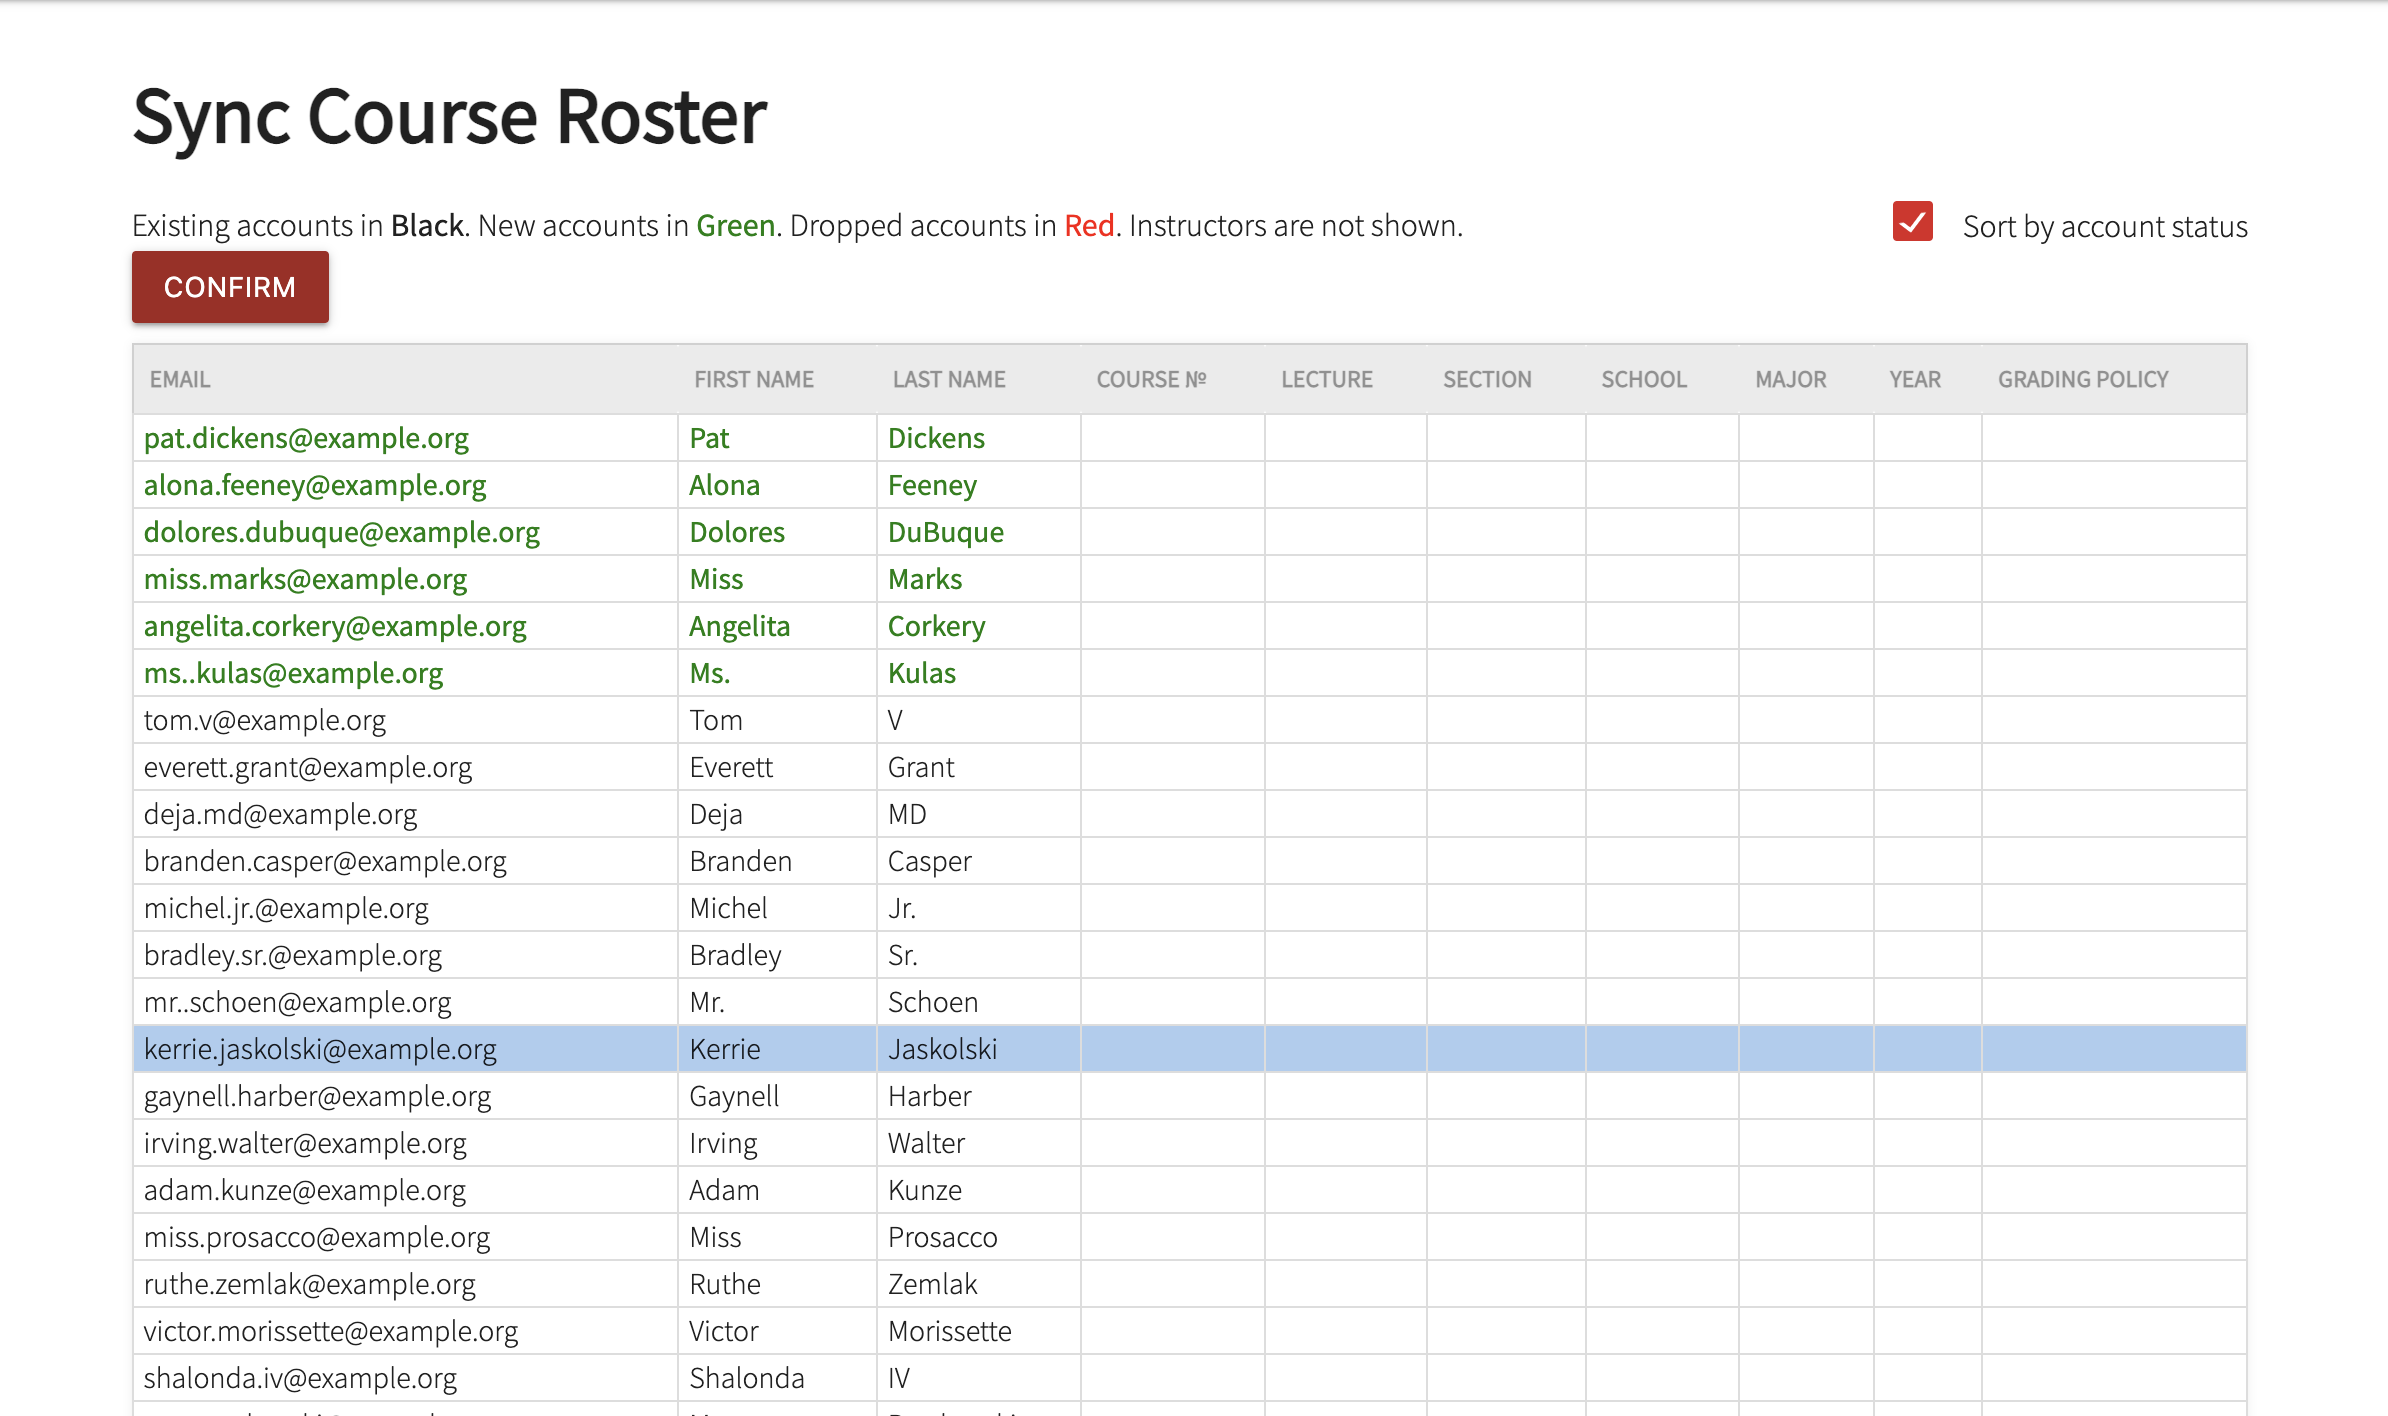 Sync Course Roster
Existing accounts in Black. New accounts in Green. Dropped accounts in Red. Instructors are not shown. Sort by account status
CONFIRM
EMAIL FIRST NAME LAST NAME COURSE № LECTURE SECTION SCHOOL MAJOR YEAR GRADING POLICY
pat.dickens@example.org Pat Dickens
alona.feeney@example.org Alona Feeney
dolores.dubuque@example.org Dolores DuBuque
miss.marks@example.org Miss Marks
angelita.corkery@example.org Angelita Corkery
ms..kulas@example.org Ms. Kulas
tom.v@example.org Tom V
everett.grant@example.org Everett Grant
deja.md@example.org Deja MD
branden.casper@example.org Branden Casper
michel.jr.@example.org Michel Jr.
bradley.sr.@example.org Bradley Sr.
mr..schoen@example.org Mr. Schoen
kerrie.jaskolski@example.org Kerrie Jaskolski
gaynell.harber@example.org Gaynell Harber
irving.walter@example.org Irving Walter
adam.kunze@example.org Adam Kunze
miss.prosacco@example.org Miss Prosacco
ruthe.zemlak@example.org Ruthe Zemlak
victor.morissette@example.org Victor Morissette
shalonda.iv@example.org Shalonda IV